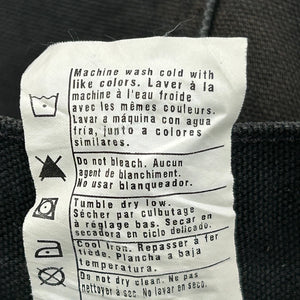 Machine wash cold with
like colors. Laver à la
machine à l'eau froide
avec les mêmes couleurs.
Lavar a máquina con agua
fría, junto a colores
similares.
Do not bleach. Aucun
agent de blanchiment.
No usar blanqueador.
Tumble dry low.
Sécher par culbutage
à réglage bas. Secar en
secadora en ciclo delicado.
Cool Iron. Repasser à fer
tiède. Plancha a baja
temperatura.
Do not dry clean. Ne pas
nettoyer à sec. No lavar en
seco.